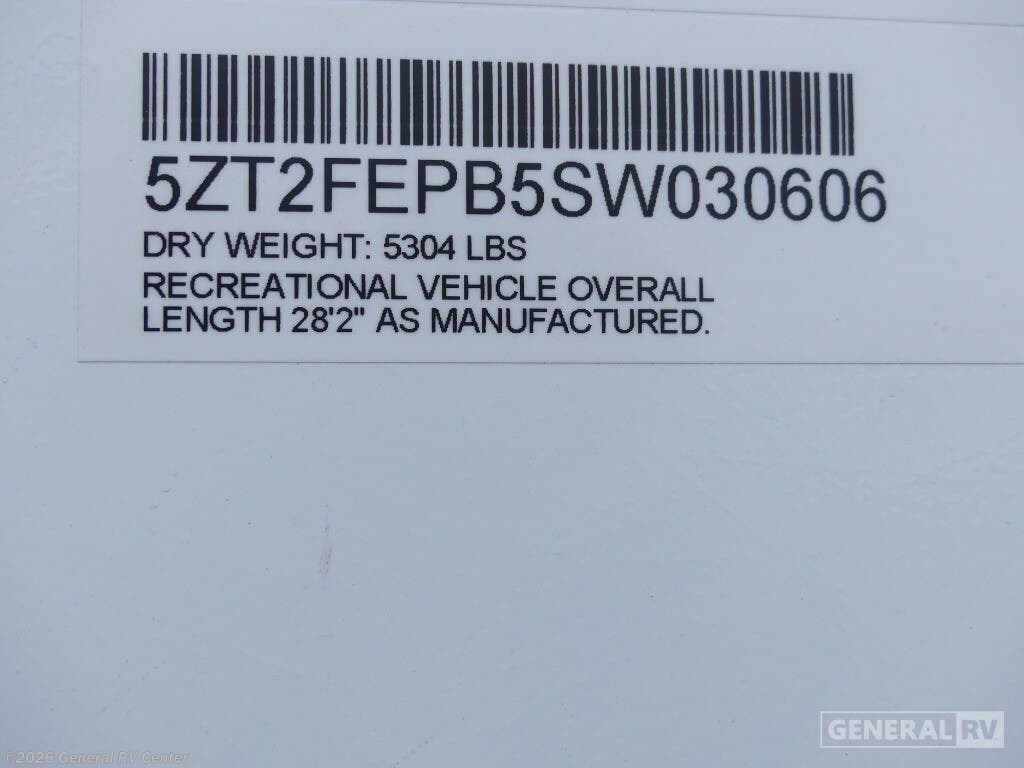 5ZT2FEPB5SW030606
DRY WEIGHT: 5304 LBS
RECREATIONAL VEHICLE OVERALL
LENGTH 28'2" AS MANUFACTURED.
GENERAL RV
©2026 General RV Center